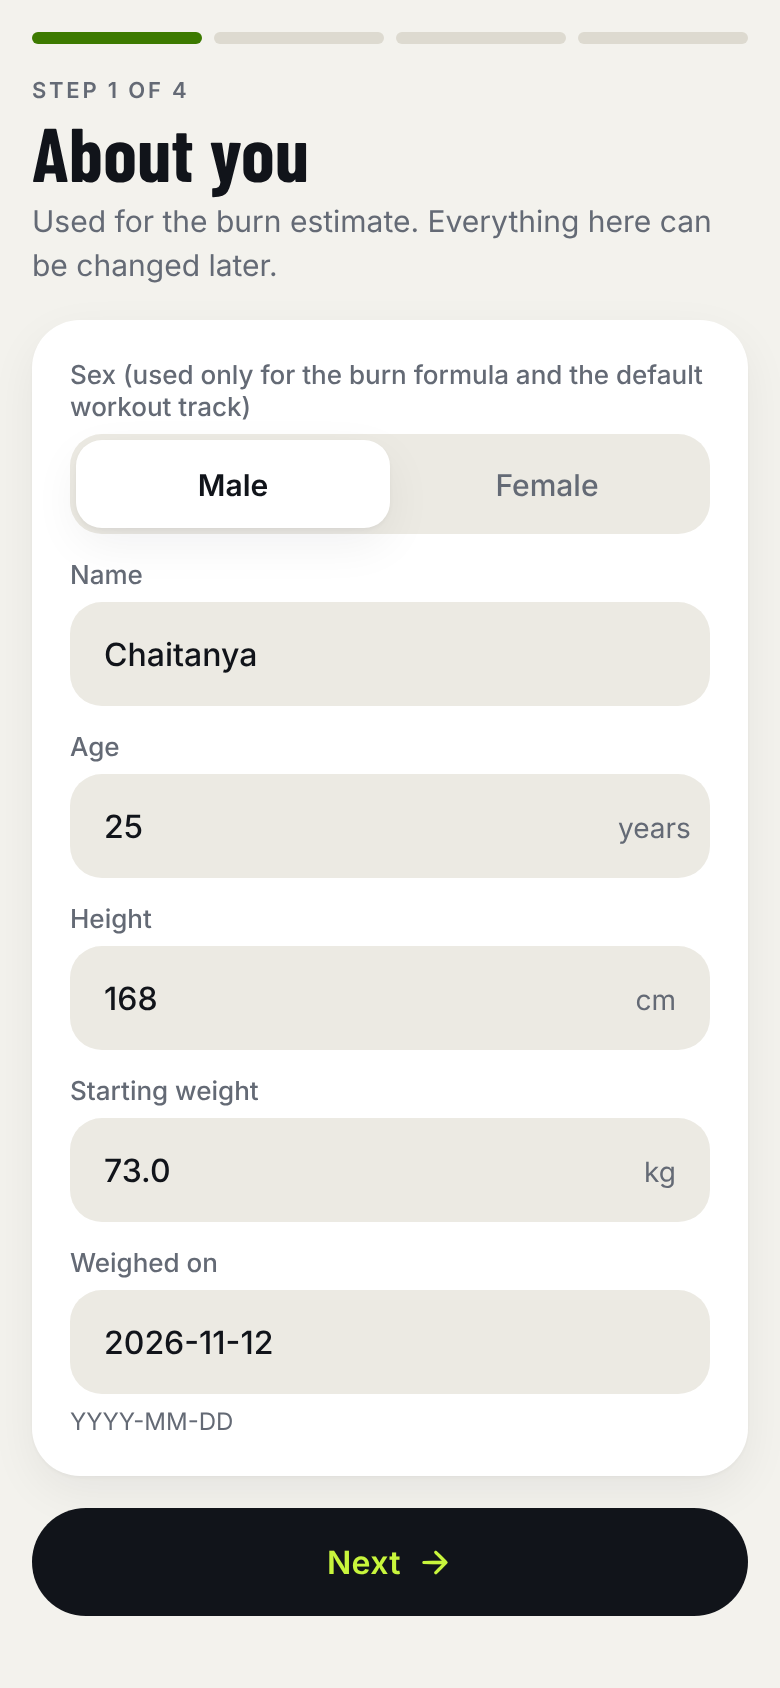 STEP 1 OF 4
About you
Used for the burn estimate. Everything here can
be changed later.
Sex (used only for the burn formula and the default
workout track)
Male
Female
Name
Chaitanya
Age
25 years
Height
168 cm
Starting weight
73.0 kg
Weighed on
2026-11-12
YYYY-MM-DD
Next →